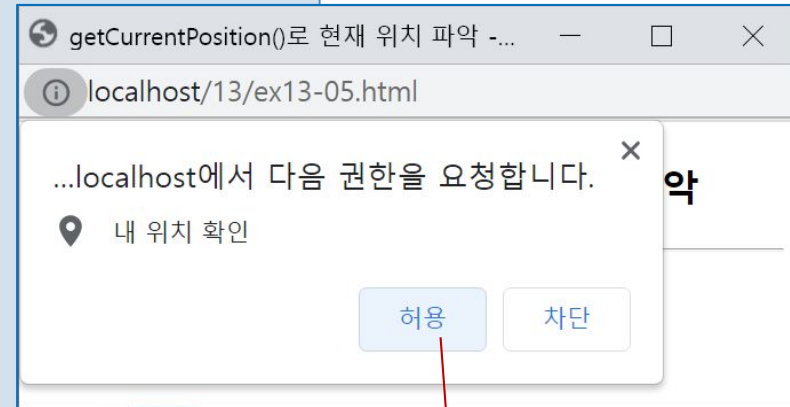 getCurrentPosition()로 현재 위치 파악 -...
localhost/13/ex13-05.html
...localhost에서 다음 권한을 요청합니다.
악
내 위치 확인
허용
차단